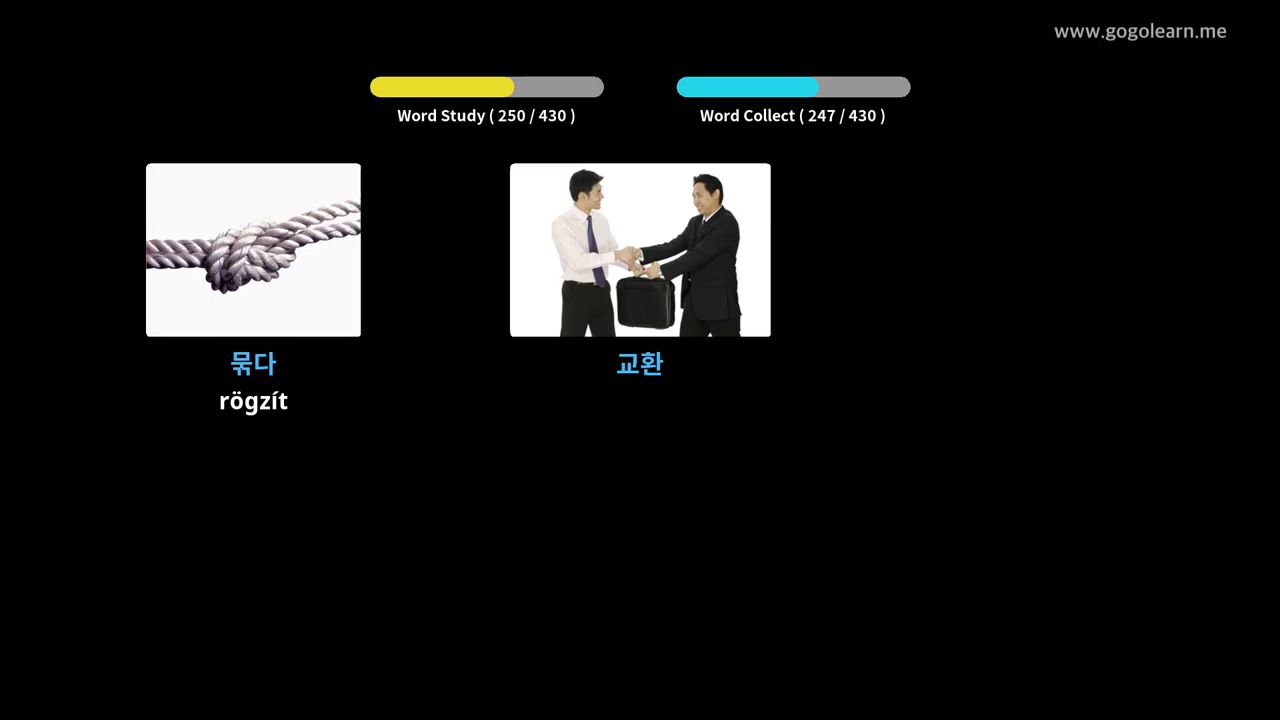 www.gogolearn.me
Word Study ( 250 / 430 )
Word Collect ( 247 / 430 )
묶다
rögzít
교환